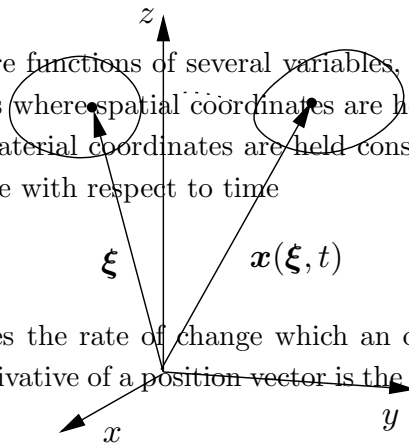 z
re functions of several variables,
s where spatial coordinates are he
aterial coordinates are held cons
e with respect to time
ξ
x(ξ, t)
es the rate of change which an o
ivative of a position vector is the
x
y